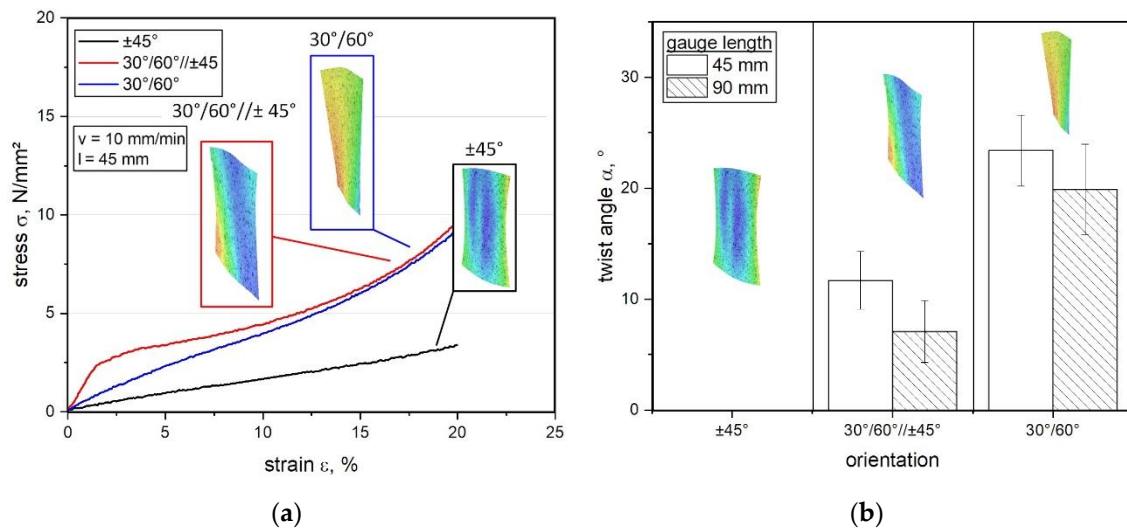 20
15
10
5
0
0
5
10
15
20
25
stress σ, N/mm²
strain ε, %
±45°
30°/60°//±45
30°/60°
v = 10 mm/min
l = 45 mm
30°/60°//± 45°
30°/60°
±45°
(a)
gauge length
45 mm
90 mm
30
20
10
0
twist angle α, °
±45°
30°/60°//±45°
30°/60°
orientation
(b)